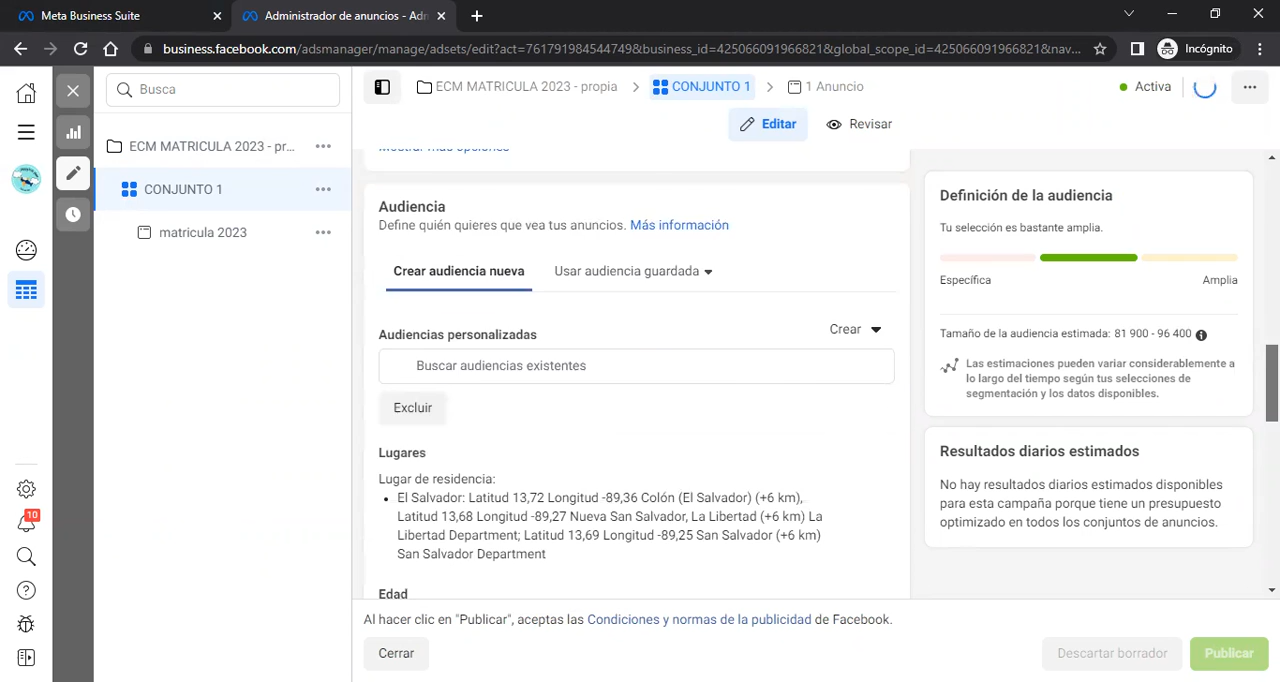 Meta Business Suite
Administrador de anuncios - Adr
business.facebook.com/adsmanager/manage/adsets/edit?act=761791984544749&business_id=425066091966821&global_scope_id=425066091966821&nav...
Incógnito
Busca
ECM MATRICULA 2023 - propia
CONJUNTO 1
1 Anuncio
Activa
Editar
Revisar
ECM MATRICULA 2023 - pr...
CONJUNTO 1
matricula 2023
10
Mostrar más opciones
Audiencia
Define quién quieres que vea tus anuncios. Más información
Crear audiencia nueva
Usar audiencia guardada
Audiencias personalizadas
Crear
Buscar audiencias existentes
Excluir
Lugares
Lugar de residencia:
El Salvador: Latitud 13,72 Longitud -89,36 Colón (El Salvador) (+6 km),
Latitud 13,68 Longitud -89,27 Nueva San Salvador, La Libertad (+6 km) La
Libertad Department; Latitud 13,69 Longitud -89,25 San Salvador (+6 km)
San Salvador Department
Edad
Definición de la audiencia
Tu selección es bastante amplia.
Específica
Amplia
Tamaño de la audiencia estimada: 81 900 - 96 400
Las estimaciones pueden variar considerablemente a
lo largo del tiempo según tus selecciones de
segmentación y los datos disponibles.
Resultados diarios estimados
No hay resultados diarios estimados disponibles
para esta campaña porque tiene un presupuesto
optimizado en todos los conjuntos de anuncios.
Al hacer clic en "Publicar", aceptas las Condiciones y normas de la publicidad de Facebook.
Cerrar
Descartar borrador
Publicar